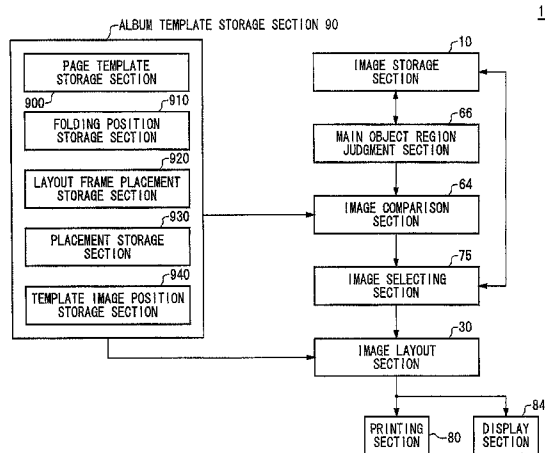 1
ALBUM TEMPLATE STORAGE SECTION 90
PAGE TEMPLATE
STORAGE SECTION
900
910
FOLDING POSITION
STORAGE SECTION
920
LAYOUT FRAME PLACEMENT
STORAGE SECTION
930
PLACEMENT STORAGE
SECTION
940
TEMPLATE IMAGE POSITION
STORAGE SECTION
10
IMAGE STORAGE
SECTION
66
MAIN OBJECT REGION
JUDGMENT SECTION
64
IMAGE COMPARISON
SECTION
75
IMAGE SELECTING
SECTION
30
IMAGE LAYOUT
SECTION
PRINTING
SECTION
80
84
DISPLAY
SECTION